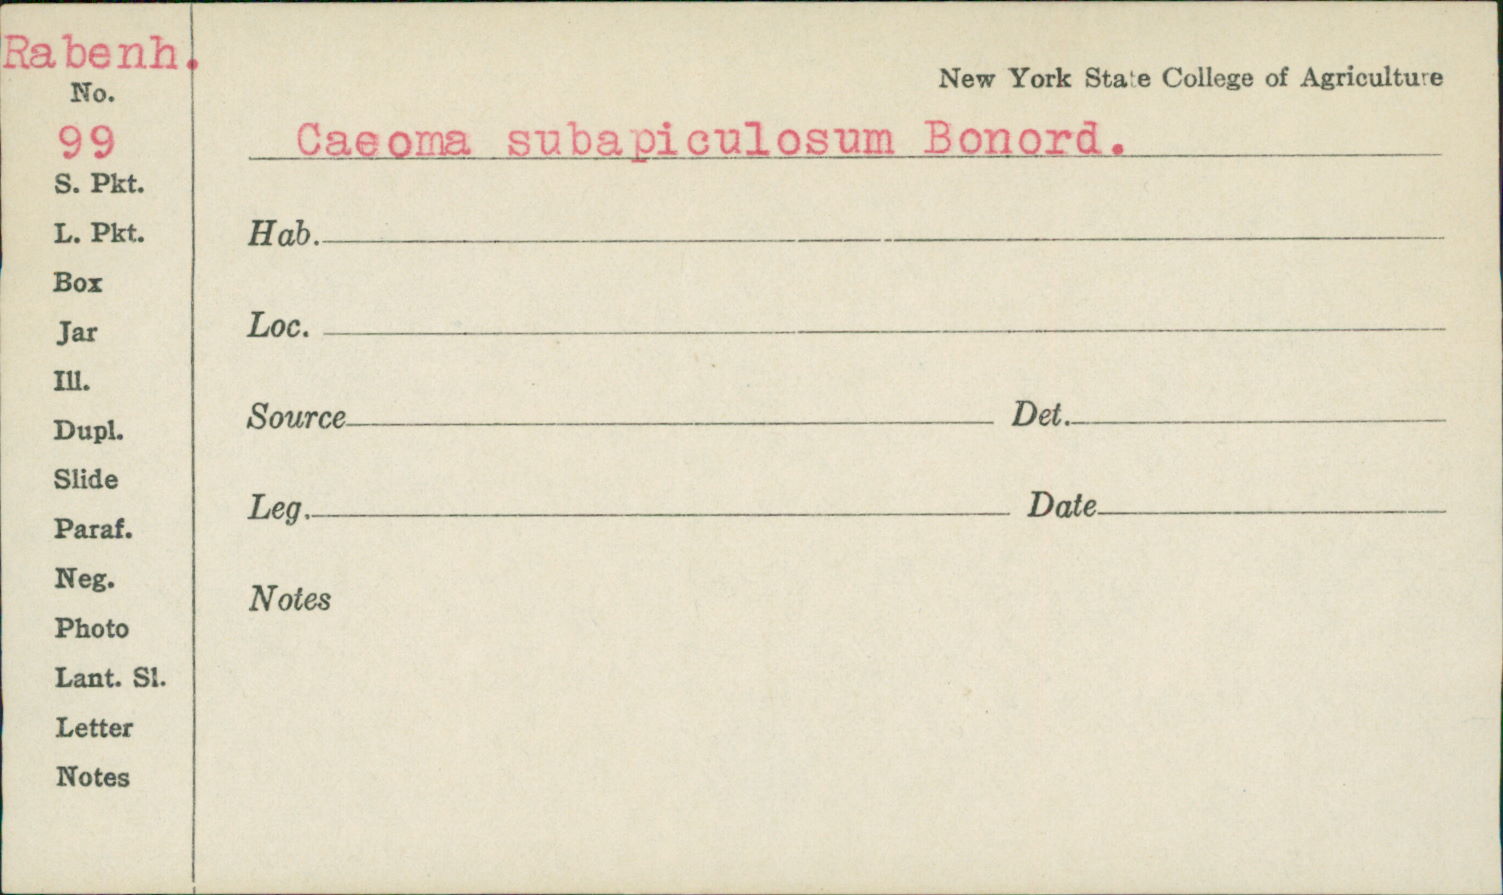 Rabenh.
No.
99
S. Pkt.
L. Pkt.
Box
Jar
Ill.
Dupl.
Slide
Paraf.
Neg.
Photo
Lant. Sl.
Letter
Notes
New York State College of Agriculture
Caeoma subapiculosum Bonord.
Hab.
Loc.
Source Det.
Leg. Date
Notes